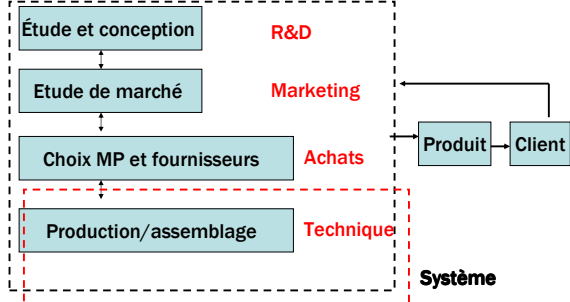 Étude et conception
R&D
Etude de marché
Marketing
Choix MP et fournisseurs
Achats
Produit
Client
Production/assemblage
Technique
Système